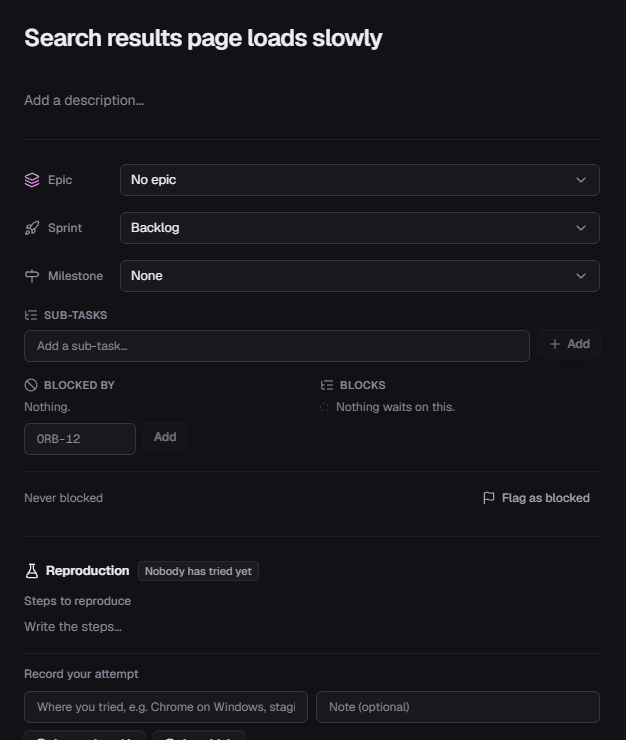 Search results page loads slowly
Add a description...
Epic
No epic
Sprint
Backlog
Milestone
None
SUB-TASKS
Add a sub-task...
Add
BLOCKED BY
BLOCKS
Nothing.
Nothing waits on this.
ORB-12
Add
Never blocked
Flag as blocked
Reproduction
Nobody has tried yet
Steps to reproduce
Write the steps...
Record your attempt
Where you tried, e.g. Chrome on Windows, stagi
Note (optional)